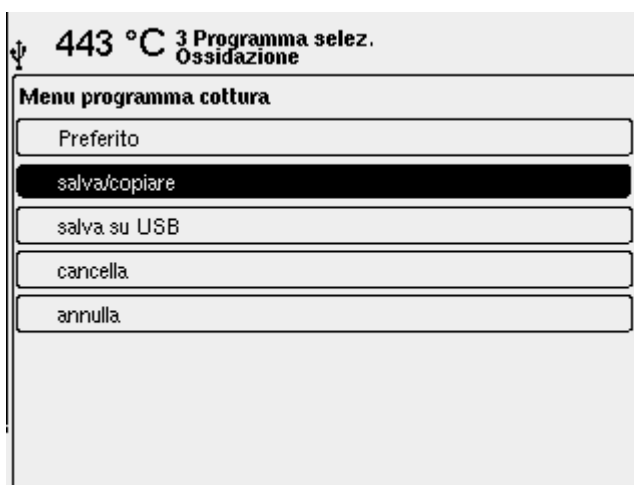 443 °C 3 Programma selez.
Ossidazione
Menu programma cottura
Preferito
salva/copiare
salva su USB
cancella
annulla